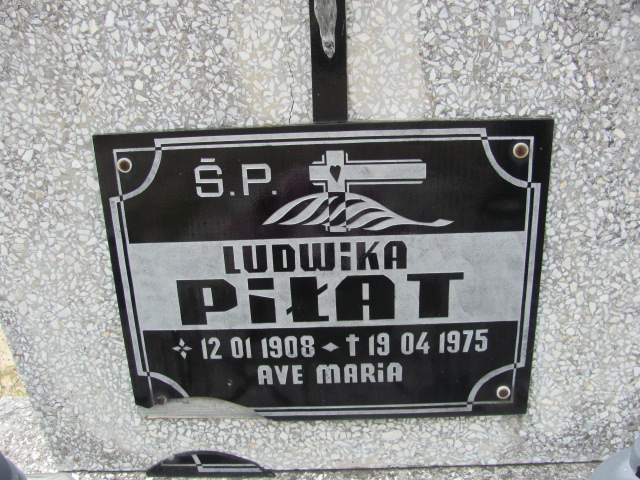 Ś.P.
LUDWiKA
PiŁAT
12 01 1908 ✝ 19 04 1975
AVE MARiA